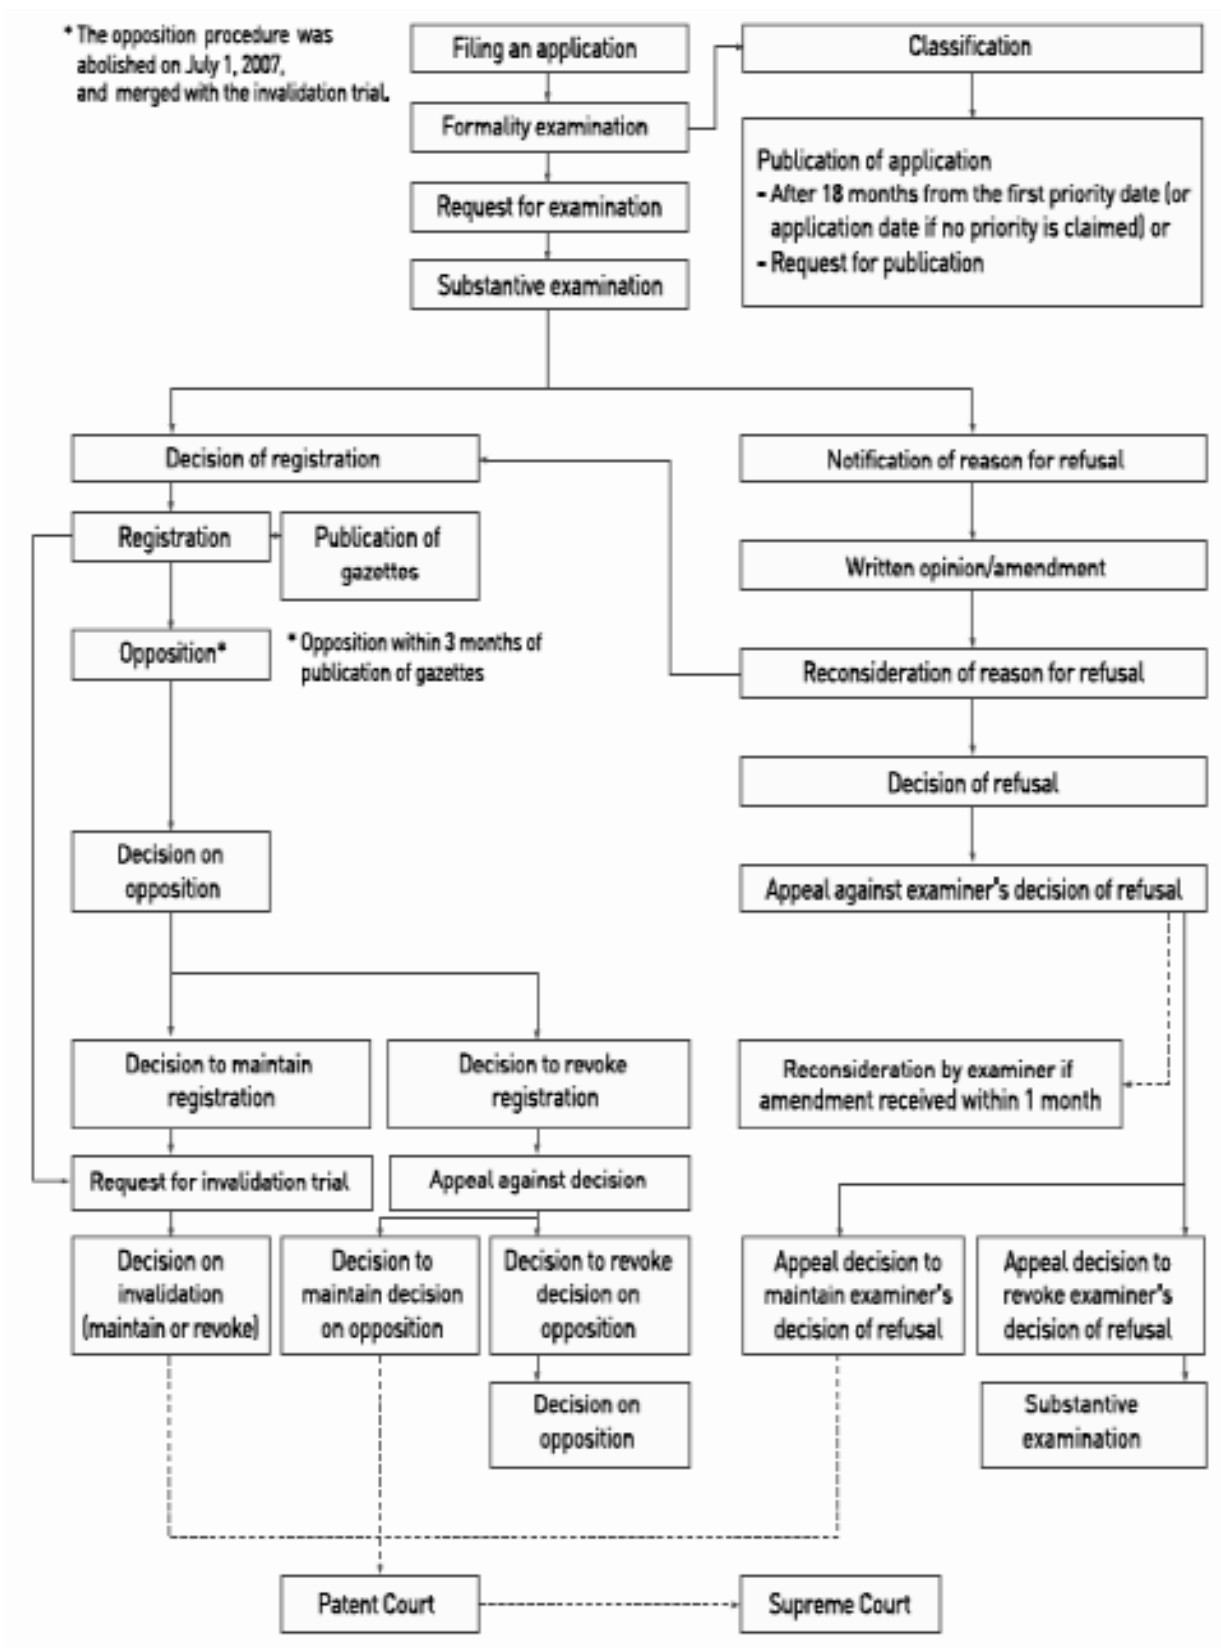 * The opposition procedure was
abolished on July 1, 2007,
and merged with the invalidation trial.
Filing an application
Classification
Formality examination
Publication of application
- After 18 months from the first priority date (or
application date if no priority is claimed) or
- Request for publication
Request for examination
Substantive examination
Decision of registration
Notification of reason for refusal
Registration
Publication of
gazettes
Written opinion/amendment
Opposition*
* Opposition within 3 months of
publication of gazettes
Reconsideration of reason for refusal
Decision of refusal
Decision on
opposition
Appeal against examiner's decision of refusal
Decision to maintain
registration
Decision to revoke
registration
Reconsideration by examiner if
amendment received within 1 month
Request for invalidation trial
Appeal against decision
Decision on
invalidation
(maintain or revoke)
Decision to
maintain decision
on opposition
Decision to revoke
decision on
opposition
Appeal decision to
maintain examiner's
decision of refusal
Appeal decision to
revoke examiner's
decision of refusal
Decision on
opposition
Substantive
examination
Patent Court
Supreme Court